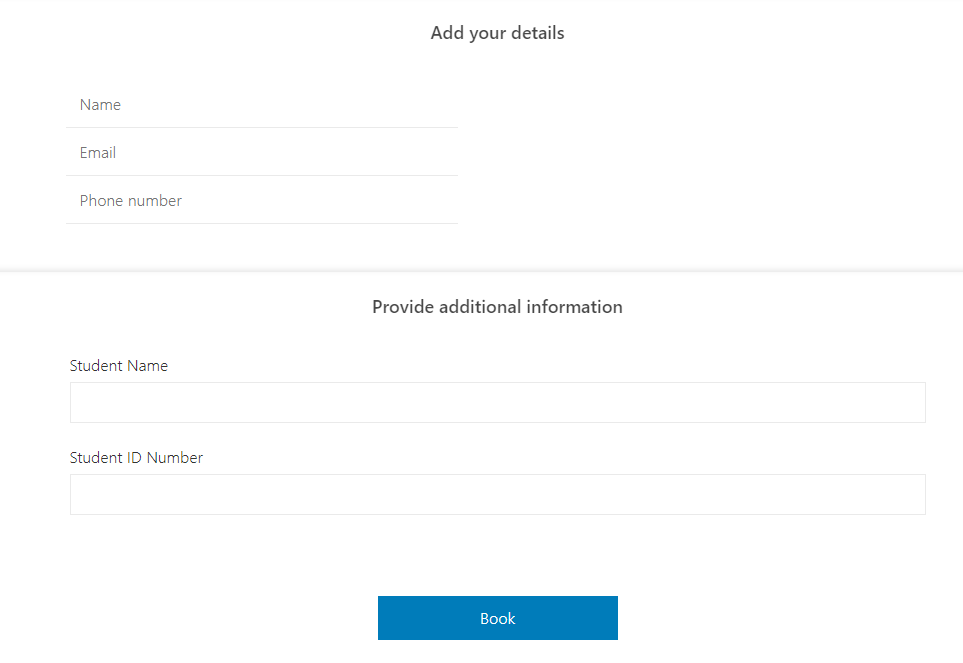 Add your details
Name
Email
Phone number
Provide additional information
Student Name
Student ID Number
Book